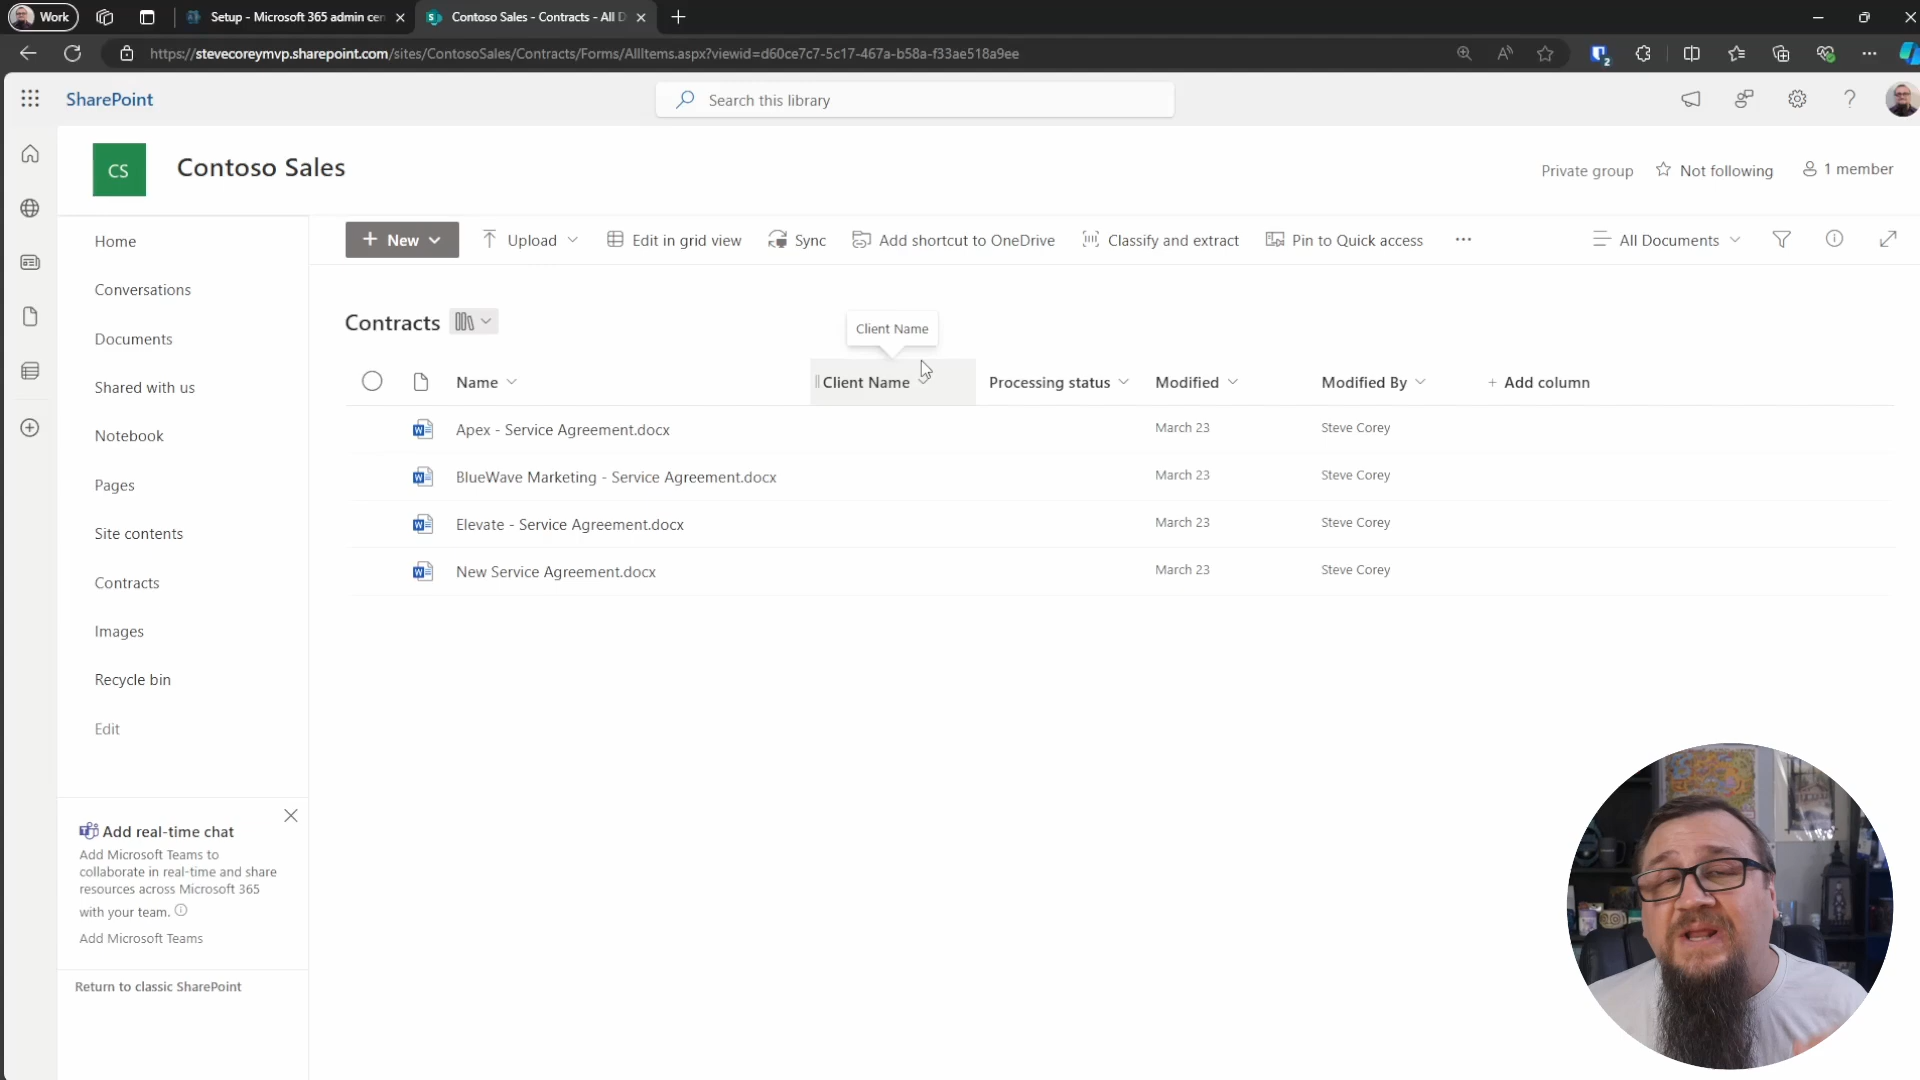 Work
Setup - Microsoft 365 admin cen
Contoso Sales - Contracts - All D
https://stevecoreymvp.sharepoint.com/sites/ContosoSales/Contracts/Forms/AllItems.aspx?viewid=d60ce7c7-5c17-467a-b58a-f33ae518a9ee
2
SharePoint
Search this library
CS
Contoso Sales
Private group
Not following
1 member
Home
Conversations
Documents
Shared with us
Notebook
Pages
Site contents
Contracts
Images
Recycle bin
Edit
Add real-time chat
Add Microsoft Teams to
collaborate in real-time and share
resources across Microsoft 365
with your team.
Add Microsoft Teams
Return to classic SharePoint
+ New
Upload
Edit in grid view
Sync
Add shortcut to OneDrive
Classify and extract
Pin to Quick access
All Documents
Contracts
Client Name
Name
Client Name
Processing status
Modified
Modified By
+ Add column
Apex - Service Agreement.docx
March 23
Steve Corey
BlueWave Marketing - Service Agreement.docx
March 23
Steve Corey
Elevate - Service Agreement.docx
March 23
Steve Corey
New Service Agreement.docx
March 23
Steve Corey